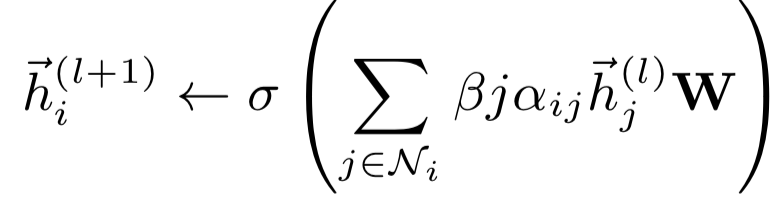 \vec{h}_i^{(l+1)} \leftarrow \sigma \left( \sum_{j \in \mathcal{N}_i} \beta j \alpha_{ij} \vec{h}_j^{(l)} \mathbf{W} \right)